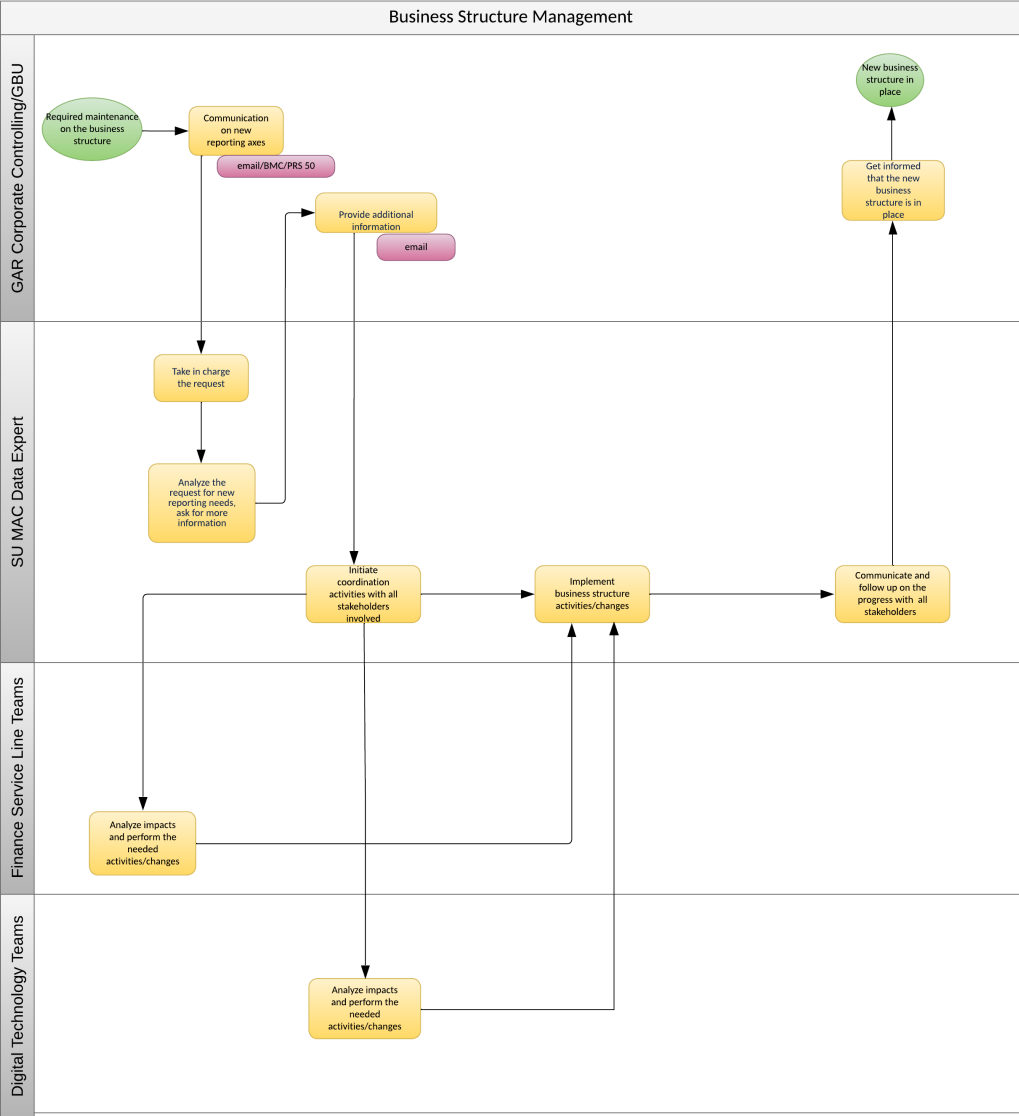 Business Structure Management
GAR Corporate Controlling/GBU
Required maintenance
on the business
structure
Communication
on new
reporting axes
email/BMC/PRS 50
Provide additional
information
email
New business
structure in
place
Get informed
that the new
business
structure is in
place
SU MAC Data Expert
Take in charge
the request
Analyze the
request for new
reporting needs,
ask for more
information
Initiate
coordination
activities with all
stakeholders
involved
Implement
business structure
activities/changes
Communicate and
follow up on the
progress with  all
stakeholders
Finance Service Line Teams
Analyze impacts
and perform the
needed
activities/changes
Digital Technology Teams
Analyze impacts
and perform the
needed
activities/changes